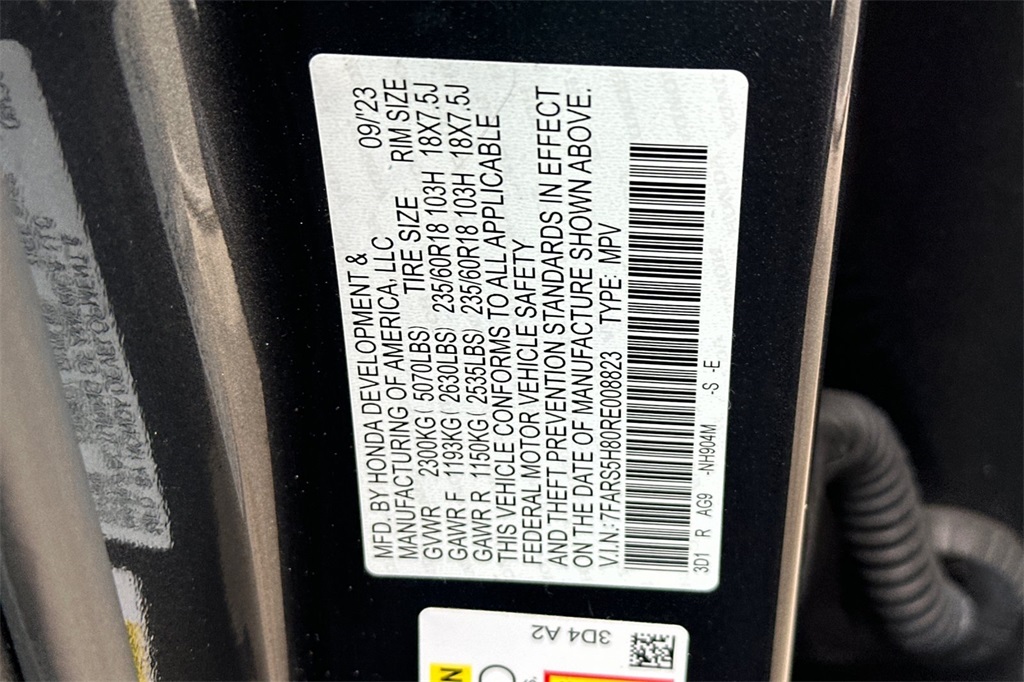 MFD. BY HONDA DEVELOPMENT & 09/'23
MANUFACTURING OF AMERICA, LLC TIRE SIZE RIM SIZE
GVWR 2300KG( 5070LBS)
GAWR F 1193KG( 2630LBS) 235/60R18 103H 18X7.5J
GAWR R 1150KG( 2535LBS) 235/60R18 103H 18X7.5J
THIS VEHICLE CONFORMS TO ALL APPLICABLE
FEDERAL MOTOR VEHICLE SAFETY
AND THEFT PREVENTION STANDARDS IN EFFECT
ON THE DATE OF MANUFACTURE SHOWN ABOVE.
V.I.N.: 7FARS5H80RE008823 TYPE: MPV
3D1 R AG9 -NH904M -S -E
3D4 A2